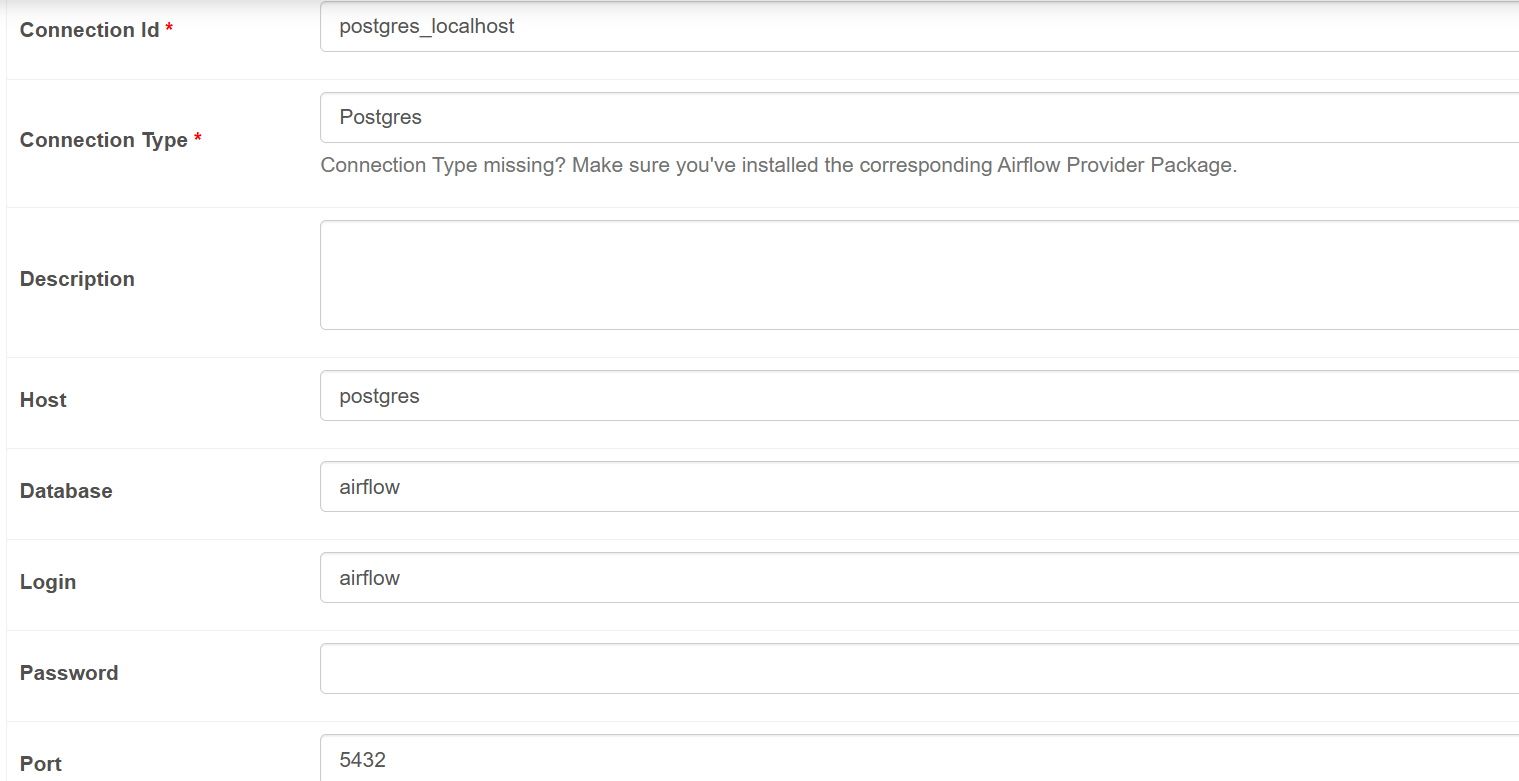 Connection Id *
postgres_localhost
Connection Type *
Postgres
Connection Type missing? Make sure you've installed the corresponding Airflow Provider Package.
Description
Host
postgres
Database
airflow
Login
airflow
Password
Port
5432